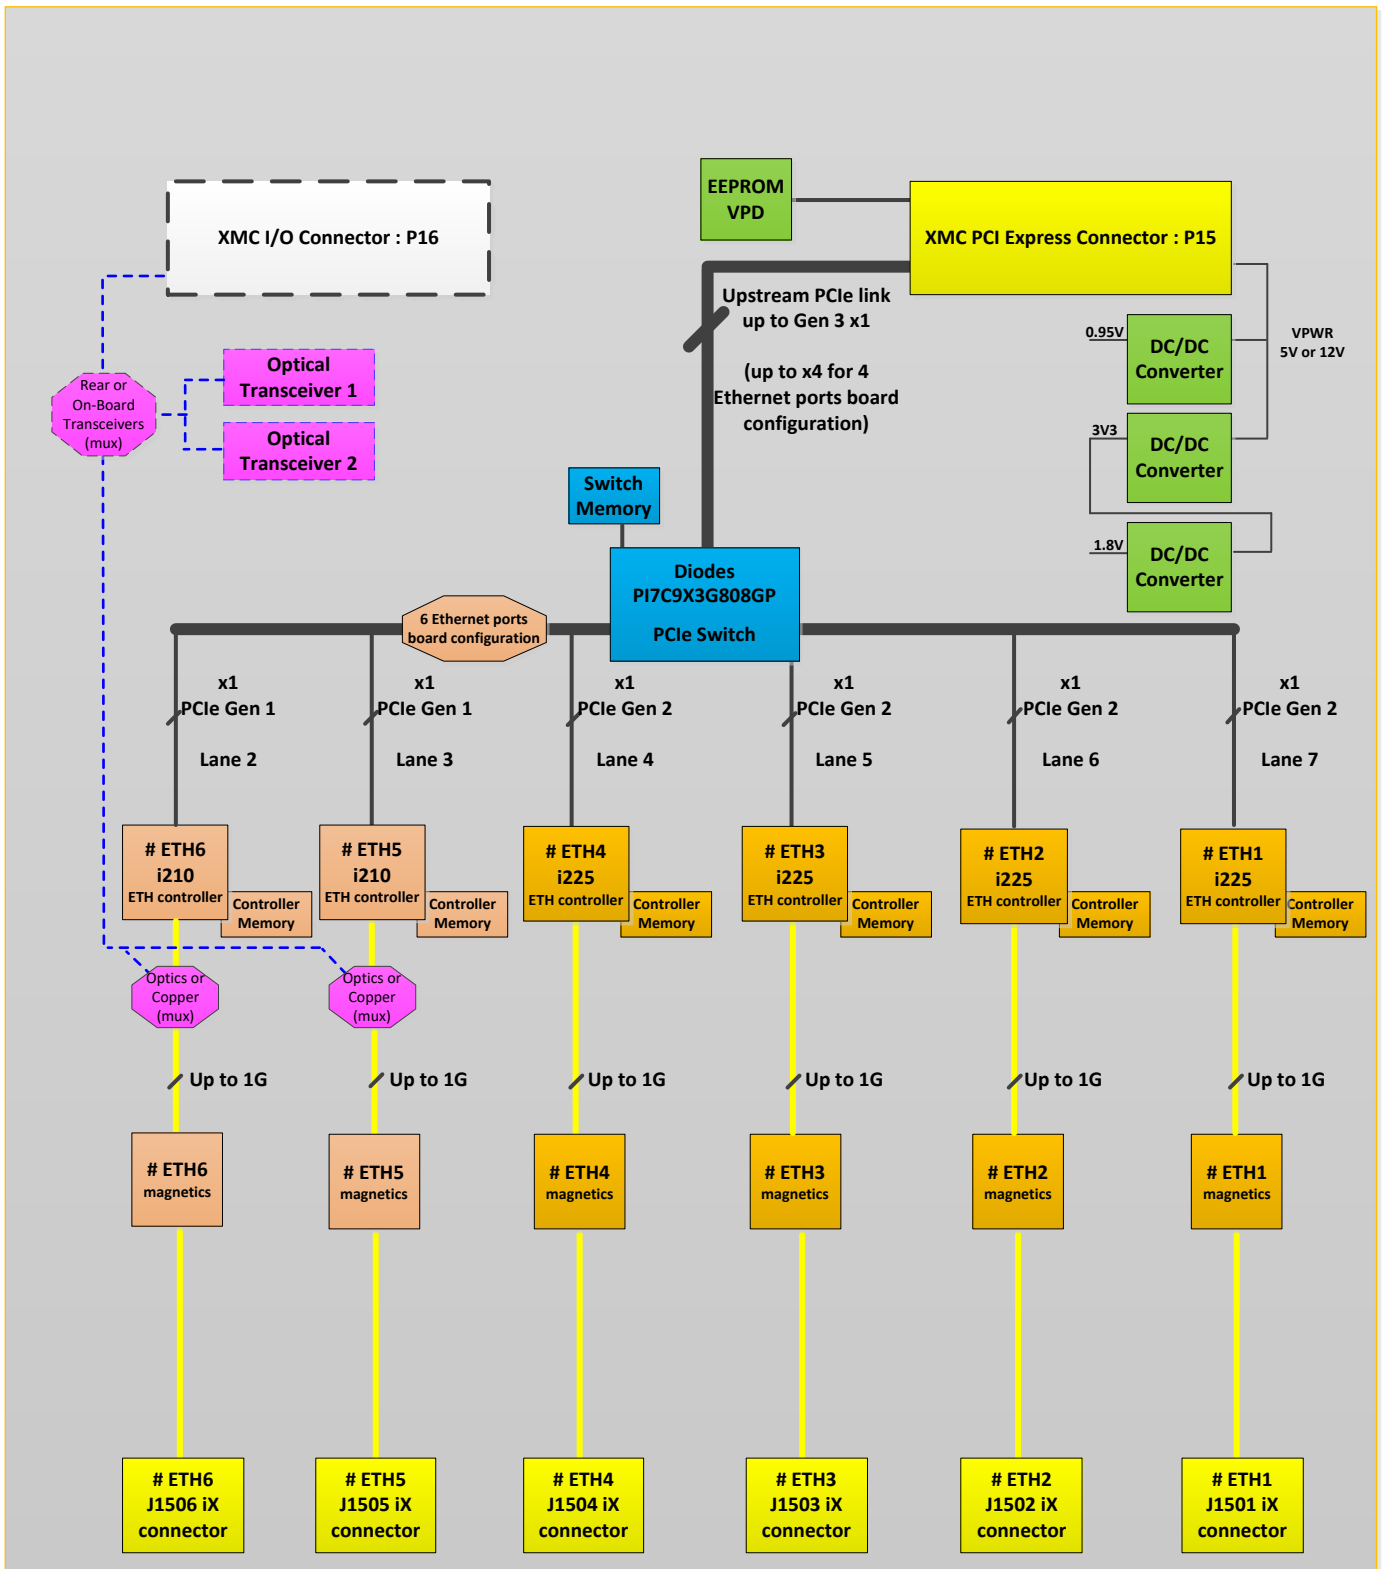 EEPROM
VPD
XMC I/O Connector : P16
XMC PCI Express Connector : P15
Upstream PCIe link
up to Gen 3 x1
(up to x4 for 4
Ethernet ports board
configuration)
VPWR
5V or 12V
0.95V
DC/DC
Converter
3V3
DC/DC
Converter
1.8V
DC/DC
Converter
Optical
Transceiver 1
Rear or
On-Board
Transceivers
(mux)
Optical
Transceiver 2
Switch
Memory
Diodes
PI7C9X3G808GP
PCIe Switch
6 Ethernet ports
board configuration
x1
PCIe Gen 1
Lane 2
x1
PCIe Gen 1
Lane 3
x1
PCIe Gen 2
Lane 4
x1
PCIe Gen 2
Lane 5
x1
PCIe Gen 2
Lane 6
x1
PCIe Gen 2
Lane 7
# ETH6
i210
ETH controller
Controller
Memory
# ETH5
i210
ETH controller
Controller
Memory
# ETH4
i225
ETH controller
Controller
Memory
# ETH3
i225
ETH controller
Controller
Memory
# ETH2
i225
ETH controller
Controller
Memory
# ETH1
i225
ETH controller
Controller
Memory
Optics or
Copper
(mux)
Optics or
Copper
(mux)
Up to 1G
Up to 1G
Up to 1G
Up to 1G
Up to 1G
Up to 1G
# ETH6
magnetics
# ETH5
magnetics
# ETH4
magnetics
# ETH3
magnetics
# ETH2
magnetics
# ETH1
magnetics
# ETH6
J1506 iX
connector
# ETH5
J1505 iX
connector
# ETH4
J1504 iX
connector
# ETH3
J1503 iX
connector
# ETH2
J1502 iX
connector
# ETH1
J1501 iX
connector